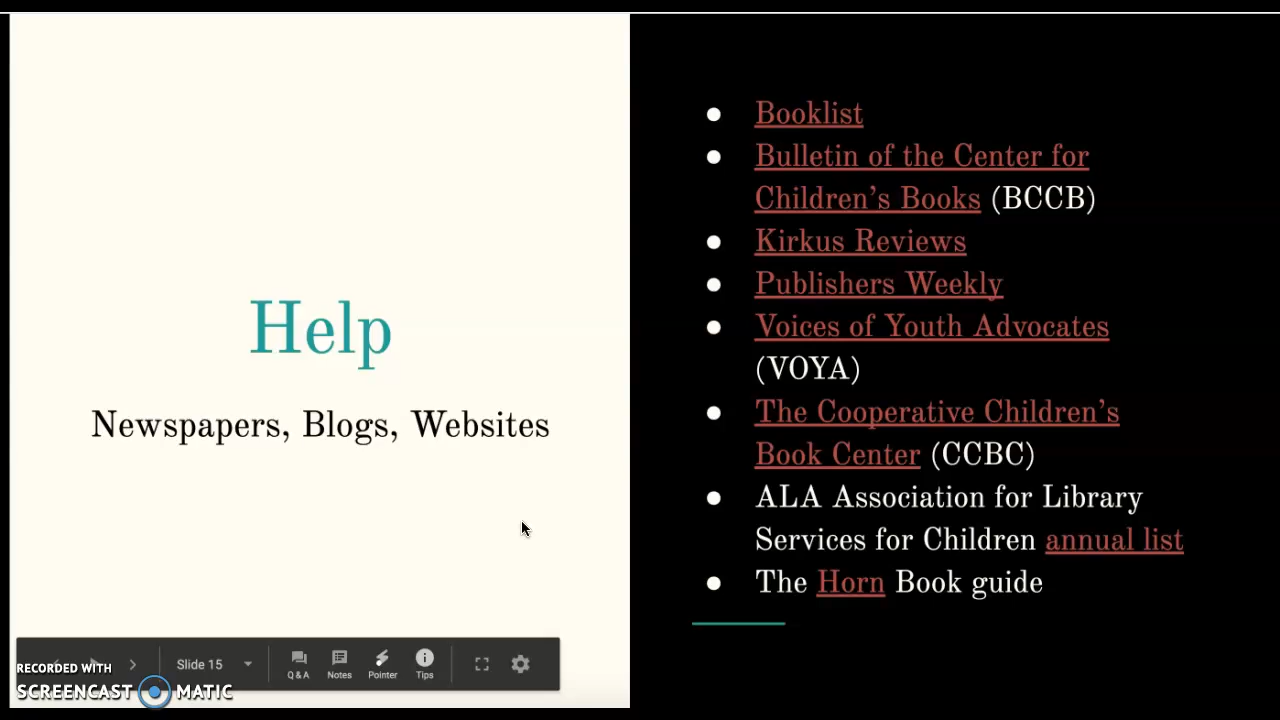 Help
Newspapers, Blogs, Websites
● Booklist
● Bulletin of the Center for
Children’s Books (BCCB)
● Kirkus Reviews
● Publishers Weekly
● Voices of Youth Advocates
(VOYA)
● The Cooperative Children’s
Book Center (CCBC)
● ALA Association for Library
Services for Children annual list
● The Horn Book guide
Slide 15
Q & A
Notes
Pointer
Tips
RECORDED WITH
SCREENCAST MATIC